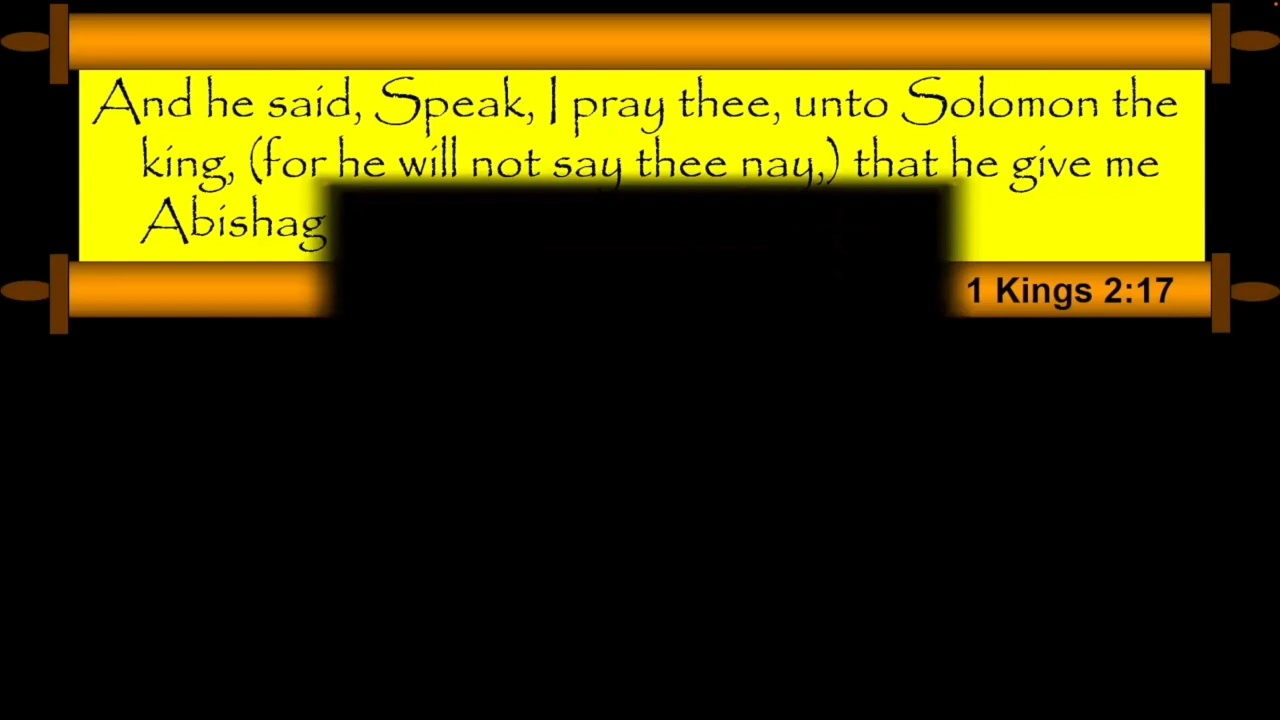 And he said, Speak, I pray thee, unto Solomon the
king, (for he will not say thee nay,) that he give me
Abishag
1 Kings 2:17